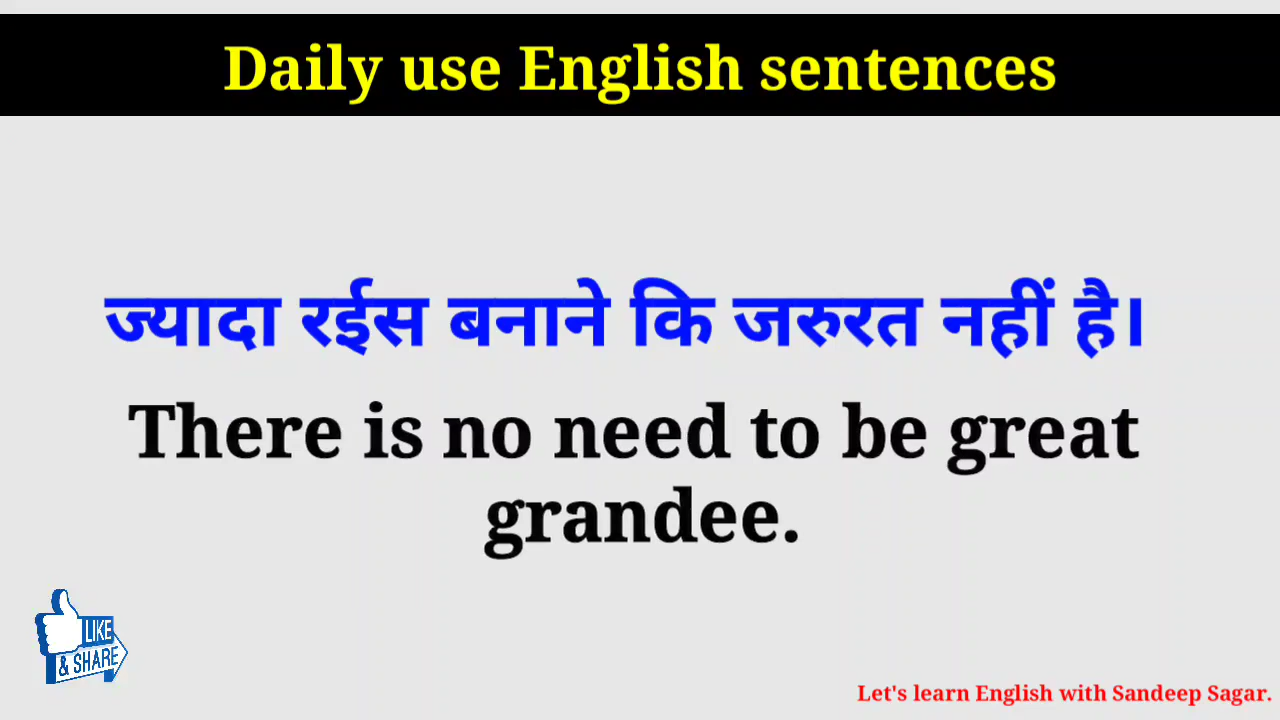 Daily use English sentences
ज्यादा रईस बनाने कि जरुरत नहीं है।
There is no need to be great
grandee.
LIKE
& SHARE
Let's learn English with Sandeep Sagar.